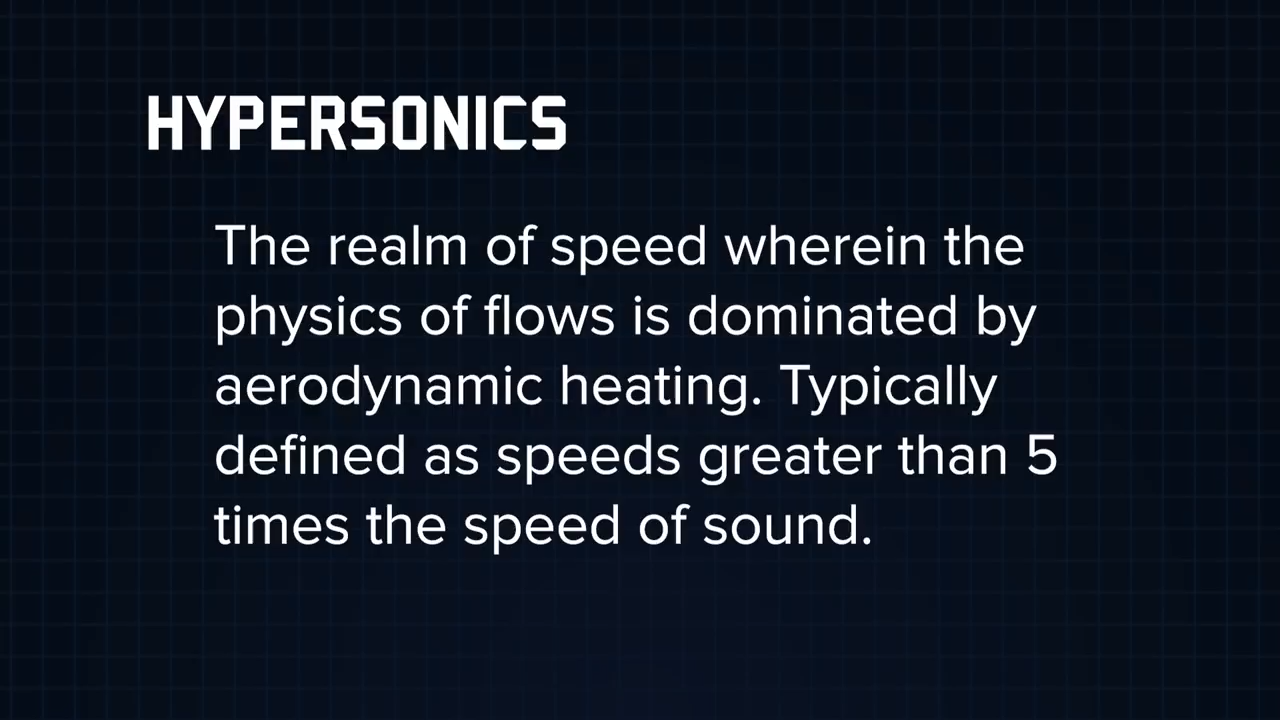 HYPERSONICS
The realm of speed wherein the
physics of flows is dominated by
aerodynamic heating. Typically
defined as speeds greater than 5
times the speed of sound.